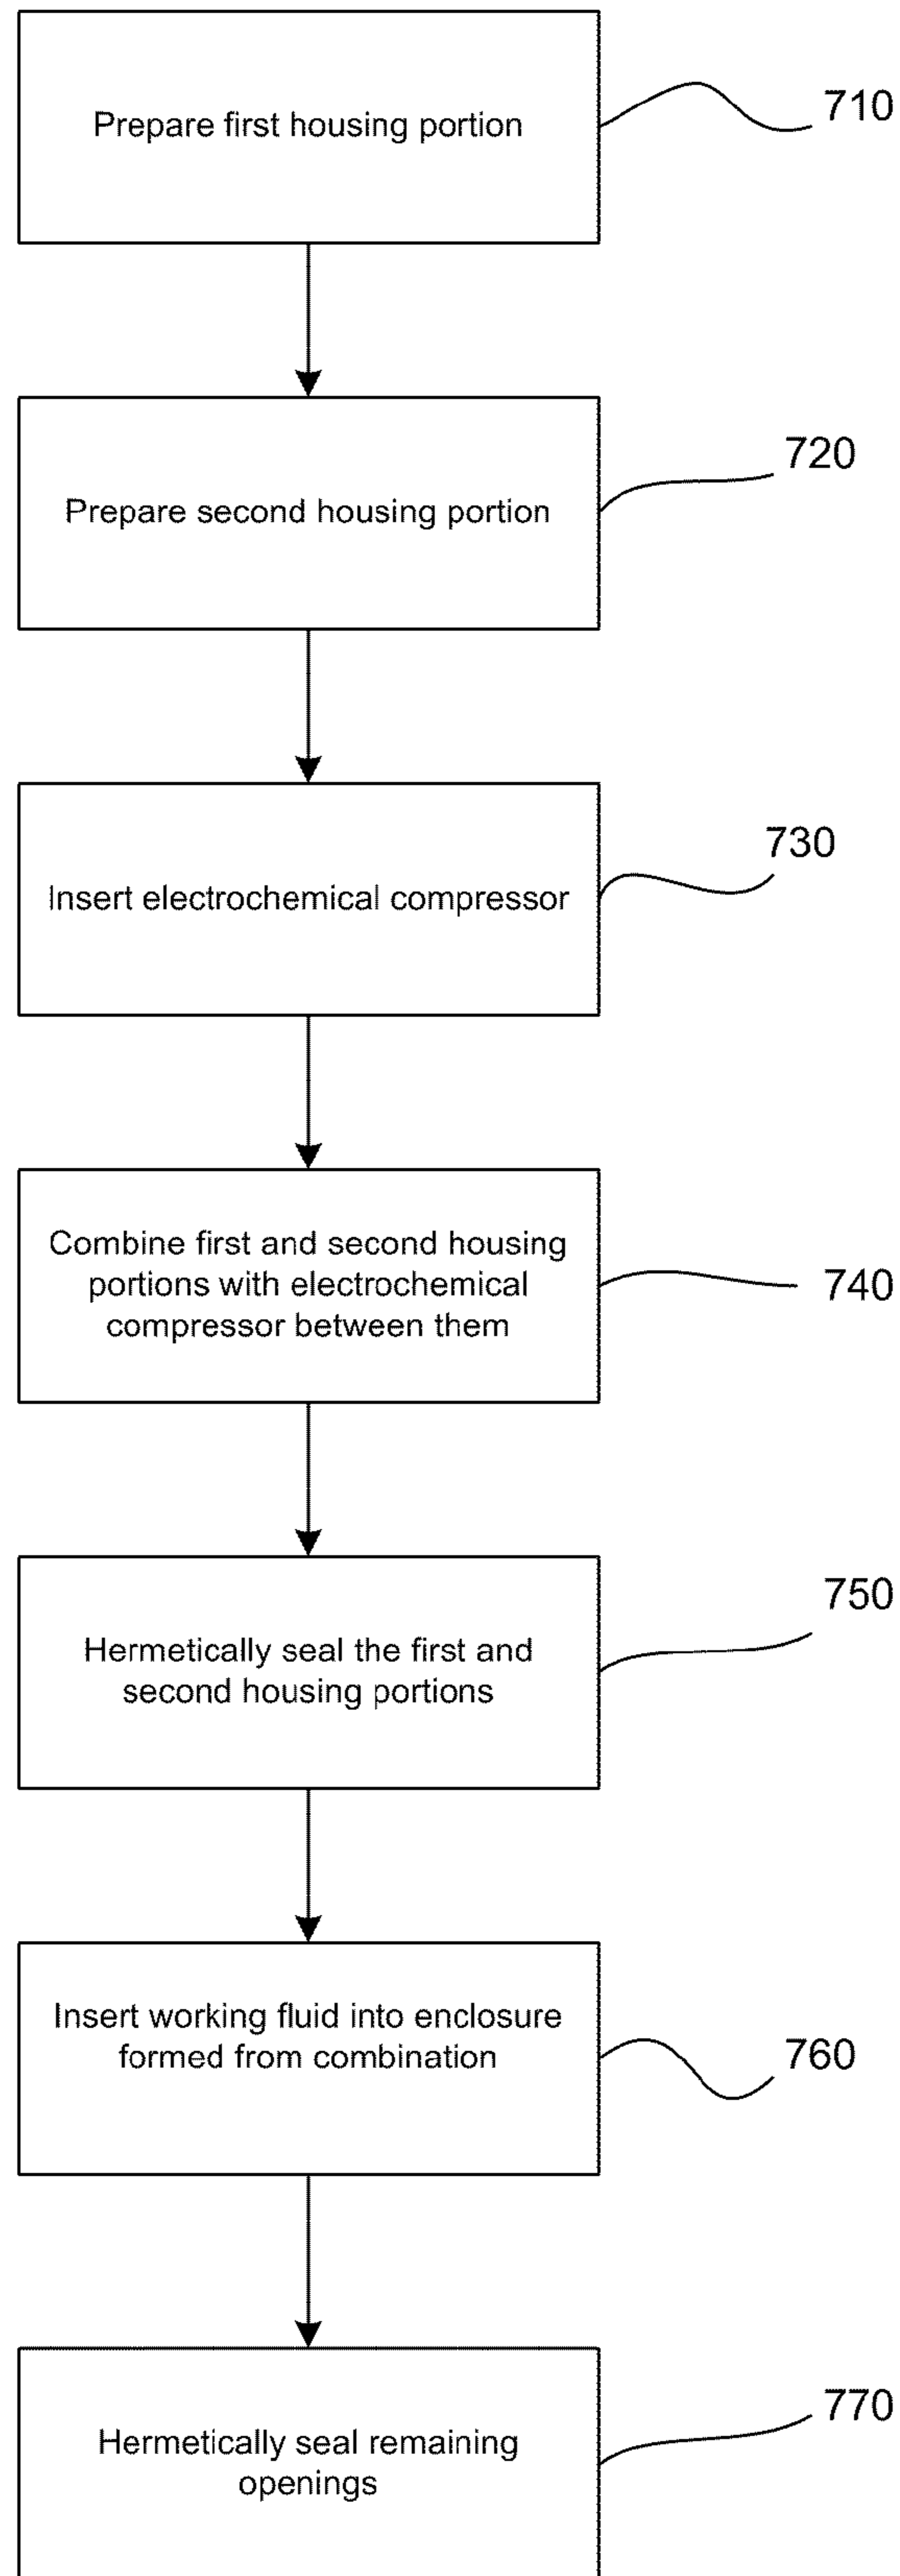 Prepare first housing portion
710
Prepare second housing portion
720
Insert electrochemical compressor
730
Combine first and second housing
portions with electrochemical
compressor between them
740
Hermetically seal the first and
second housing portions
750
Insert working fluid into enclosure
formed from combination
760
Hermetically seal remaining
openings
770